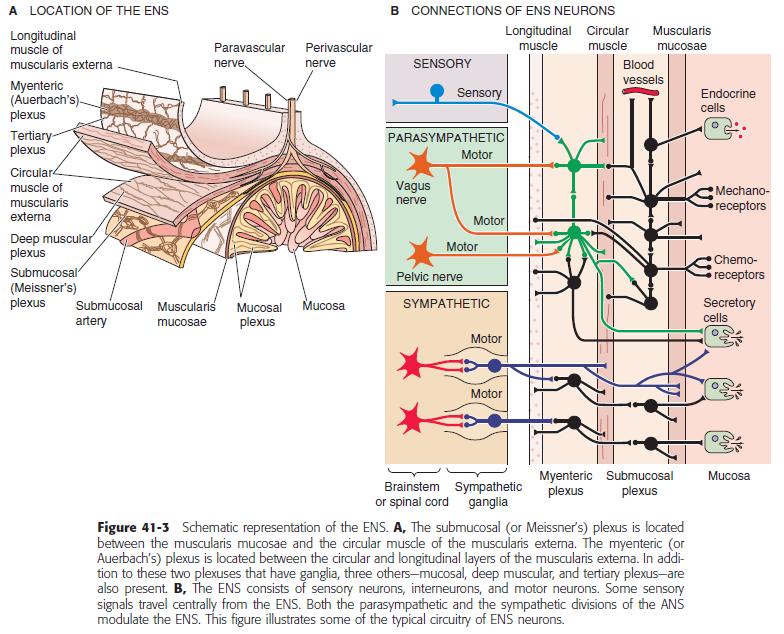 A LOCATION OF THE ENS
Longitudinal
muscle of
muscularis externa
Myenteric
(Auerbach's)
plexus
Tertiary
plexus
Circular
muscle of
muscularis
externa
Deep muscular
plexus
Submucosal
(Meissner's)
plexus
Paravascular
nerve
Perivascular
nerve
Submucosal
artery
Muscularis
mucosae
Mucosal
plexus
Mucosa
B CONNECTIONS OF ENS NEURONS
Longitudinal
muscle
Circular
muscle
Muscularis
mucosae
SENSORY
Sensory
Blood
vessels
Endocrine
cells
PARASYMPATHETIC
Motor
Vagus
nerve
Motor
Motor
Pelvic nerve
Mechano-
receptors
Chemo-
receptors
Secretory
cells
SYMPATHETIC
Motor
Motor
Brainstem
or spinal cord
Sympathetic
ganglia
Myenteric
plexus
Submucosal
plexus
Mucosa
Figure 41-3 Schematic representation of the ENS. A, The submucosal (or Meissner's) plexus is located
between the muscularis mucosae and the circular muscle of the muscularis externa. The myenteric (or
Auerbach's) plexus is located between the circular and longitudinal layers of the muscularis externa. In addi-
tion to these two plexuses that have ganglia, three others—mucosal, deep muscular, and tertiary plexus—are
also present. B, The ENS consists of sensory neurons, interneurons, and motor neurons. Some sensory
signals travel centrally from the ENS. Both the parasympathetic and the sympathetic divisions of the ANS
modulate the ENS. This figure illustrates some of the typical circuitry of ENS neurons.